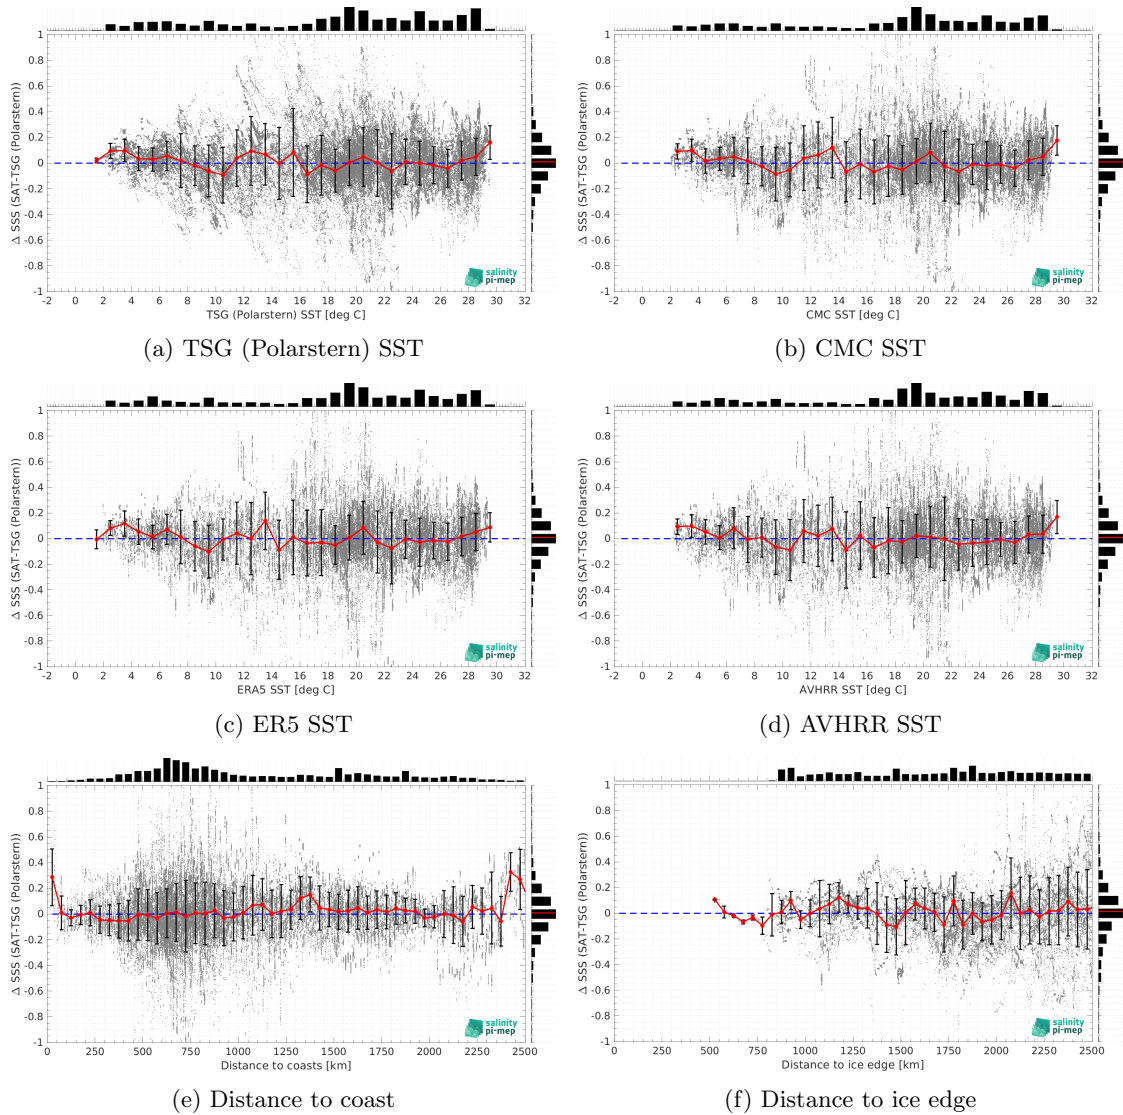 Δ SSS (SAT-TSG (Polarstern))
1
0.8
0.6
0.4
0.2
0
-0.2
-0.4
-0.6
-0.8
-1
salinity
pi-mep
-2 0 2 4 6 8 10 12 14 16 18 20 22 24 26 28 30 32
TSG (Polarstern) SST [deg C]
(a) TSG (Polarstern) SST
Δ SSS (SAT-TSG (Polarstern))
1
0.8
0.6
0.4
0.2
0
-0.2
-0.4
-0.6
-0.8
-1
salinity
pi-mep
-2 0 2 4 6 8 10 12 14 16 18 20 22 24 26 28 30 32
CMC SST [deg C]
(b) CMC SST
Δ SSS (SAT-TSG (Polarstern))
1
0.8
0.6
0.4
0.2
0
-0.2
-0.4
-0.6
-0.8
-1
salinity
pi-mep
-2 0 2 4 6 8 10 12 14 16 18 20 22 24 26 28 30 32
ERA5 SST [deg C]
(c) ER5 SST
Δ SSS (SAT-TSG (Polarstern))
1
0.8
0.6
0.4
0.2
0
-0.2
-0.4
-0.6
-0.8
-1
salinity
pi-mep
-2 0 2 4 6 8 10 12 14 16 18 20 22 24 26 28 30 32
AVHRR SST [deg C]
(d) AVHRR SST
Δ SSS (SAT-TSG (Polarstern))
1
0.8
0.6
0.4
0.2
0
-0.2
-0.4
-0.6
-0.8
-1
salinity
pi-mep
0 250 500 750 1000 1250 1500 1750 2000 2250 2500
Distance to coasts [km]
(e) Distance to coast
Δ SSS (SAT-TSG (Polarstern))
1
0.8
0.6
0.4
0.2
0
-0.2
-0.4
-0.6
-0.8
-1
salinity
pi-mep
0 250 500 750 1000 1250 1500 1750 2000 2250 2500
Distance to ice edge [km]
(f) Distance to ice edge